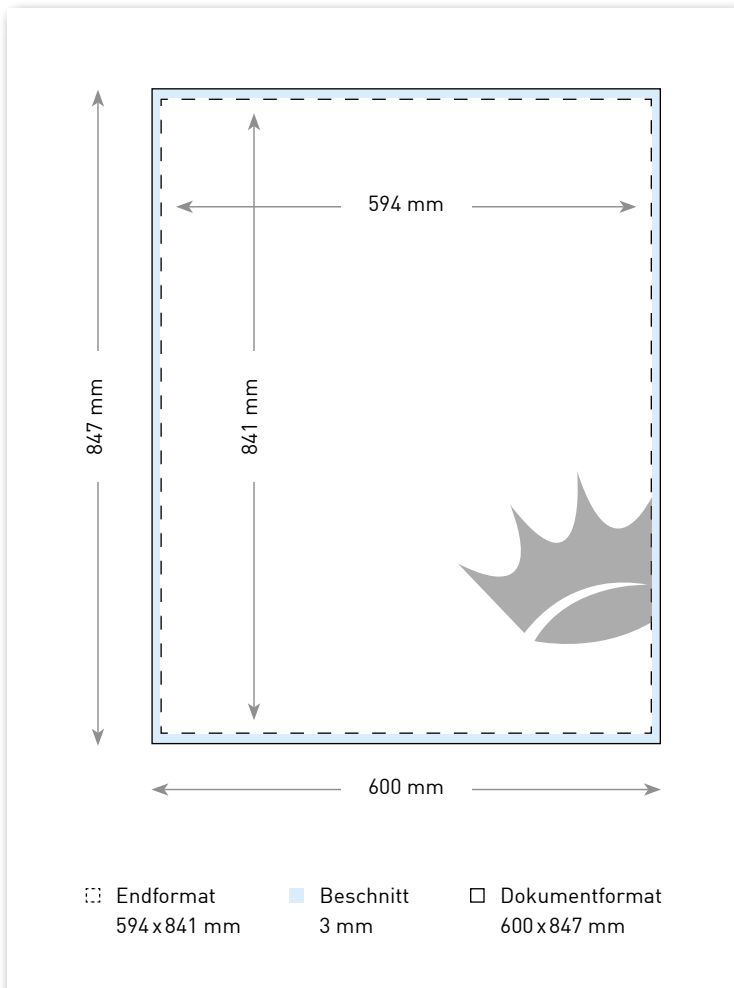 594 mm
847 mm
841 mm
600 mm
Endformat
594 x 841 mm
Beschnitt
3 mm
Dokumentformat
600 x 847 mm